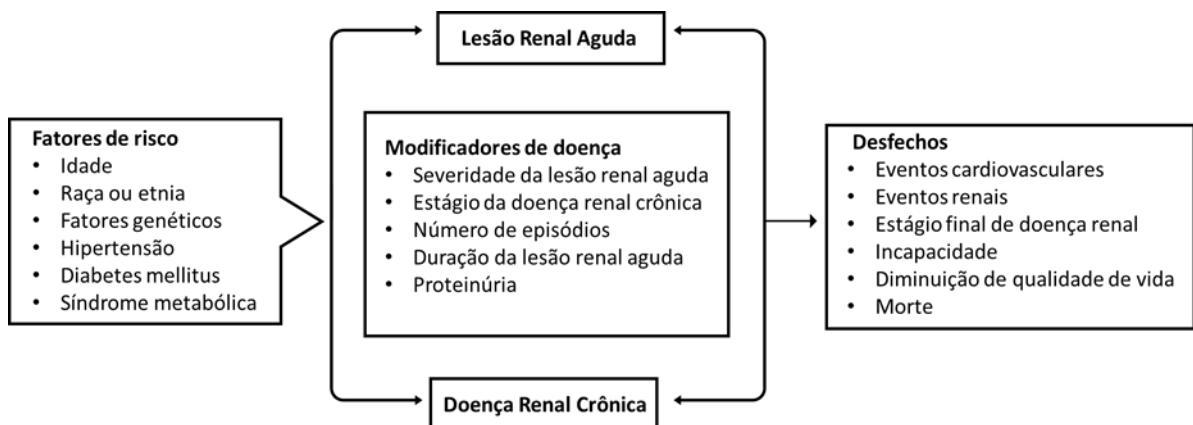 Lesão Renal Aguda
Fatores de risco
• Idade
• Raça ou etnia
• Fatores genéticos
• Hipertensão
• Diabetes mellitus
• Síndrome metabólica
Modificadores de doença
• Severidade da lesão renal aguda
• Estágio da doença renal crônica
• Número de episódios
• Duração da lesão renal aguda
• Proteinúria
Desfechos
• Eventos cardiovasculares
• Eventos renais
• Estágio final de doença renal
• Incapacidade
• Diminuição de qualidade de vida
• Morte
Doença Renal Crônica